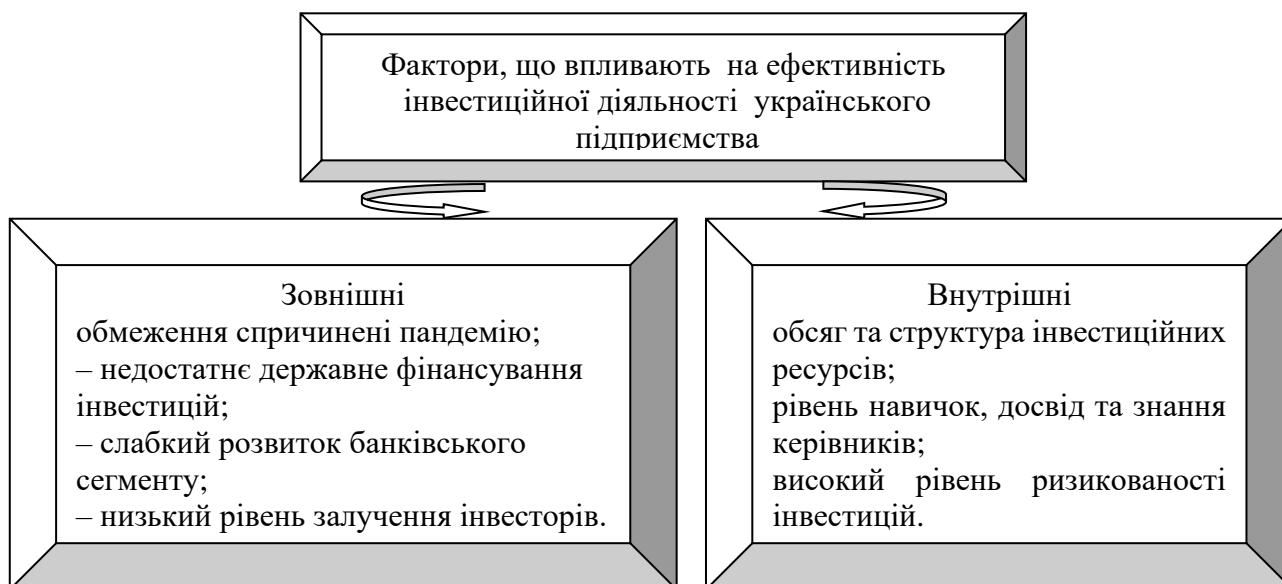 Фактори, що впливають на ефективність
інвестиційної діяльності українського
підприємства
Зовнішні
обмеження спричинені пандемію;
– недостатнє державне фінансування
інвестицій;
– слабкий розвиток банківського
сегменту;
– низький рівень залучення інвесторів.
Внутрішні
обсяг та структура інвестиційних
ресурсів;
рівень навичок, досвід та знання
керівників;
високий рівень ризикованості
інвестицій.